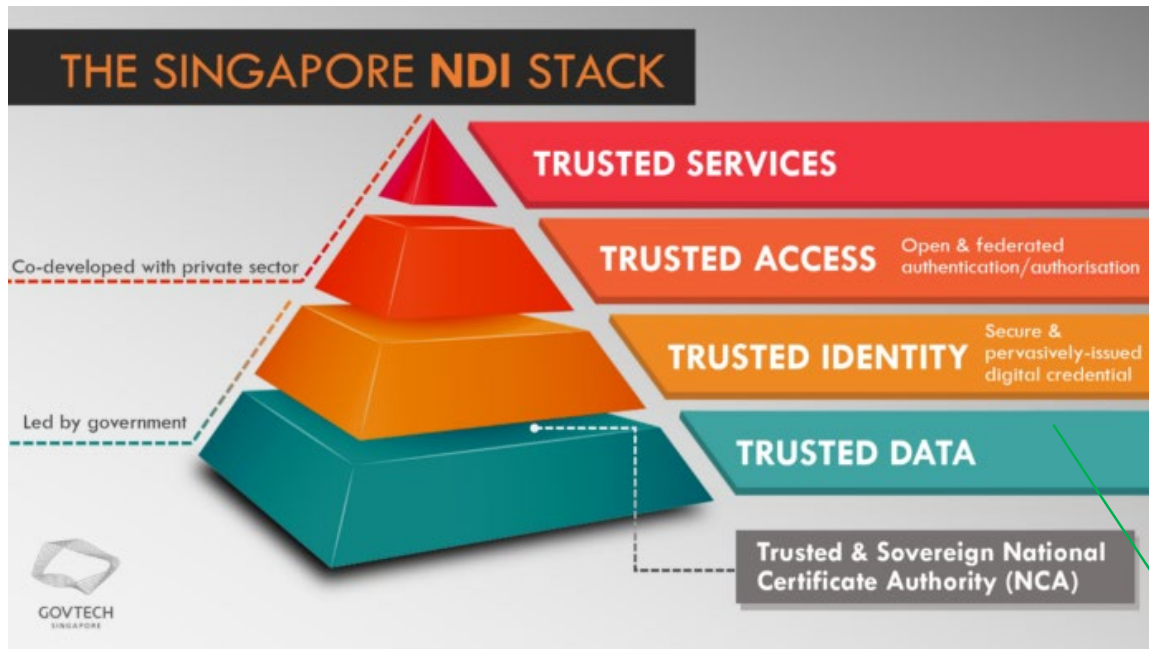 THE SINGAPORE NDI STACK
TRUSTED SERVICES
TRUSTED ACCESS
Open & federated
authentication/authorisation
Co-developed with private sector
TRUSTED IDENTITY
Secure &
pervasively-issued
digital credential
Led by government
TRUSTED DATA
Trusted & Sovereign National
Certificate Authority (NCA)
GOVTECH
SINGAPORE